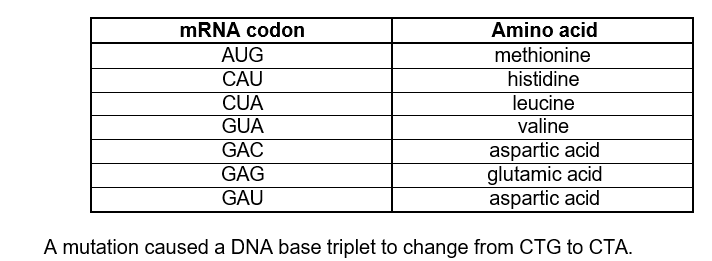 mRNA codon Amino acid
AUG methionine
CAU histidine
CUA leucine
GUA valine
GAC aspartic acid
GAG glutamic acid
GAU aspartic acid
A mutation caused a DNA base triplet to change from CTG to CTA.